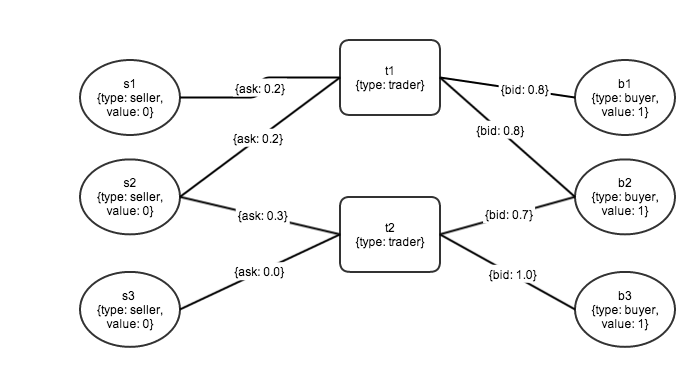 s1
{type: seller,
value: 0}
{ask: 0.2}
t1
{type: trader}
{bid: 0.8}
b1
{type: buyer,
value: 1}
{ask: 0.2}
{bid: 0.8}
s2
{type: seller,
value: 0}
{ask: 0.3}
t2
{type: trader}
{bid: 0.7}
b2
{type: buyer,
value: 1}
{ask: 0.0}
{bid: 1.0}
s3
{type: seller,
value: 0}
b3
{type: buyer,
value: 1}